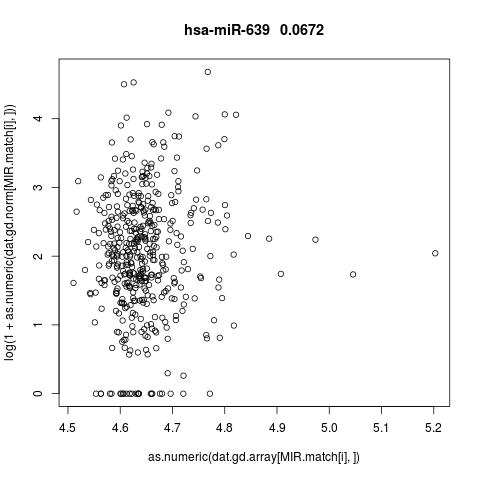 hsa-miR-639 0.0672
log(1 + as.numeric(dat.gd.norm[MIR.match[i], ]))
4
3
2
1
0
4.5 4.6 4.7 4.8 4.9 5.0 5.1 5.2
as.numeric(dat.gd.array[MIR.match[i], ])